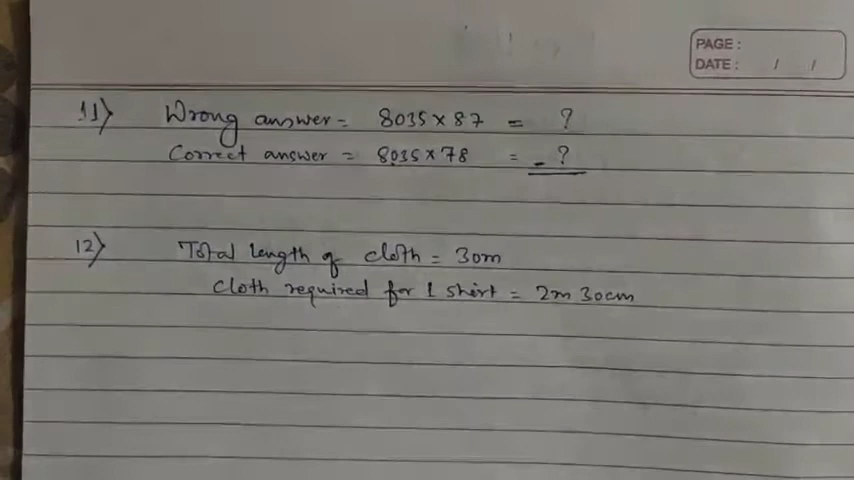 PAGE :
DATE : / /
11) Wrong answer = 8035 × 87 = ?
Correct answer = 8035 × 78 = - ?
12) Total length of cloth = 30m
Cloth required for 1 shirt = 2m 30cm